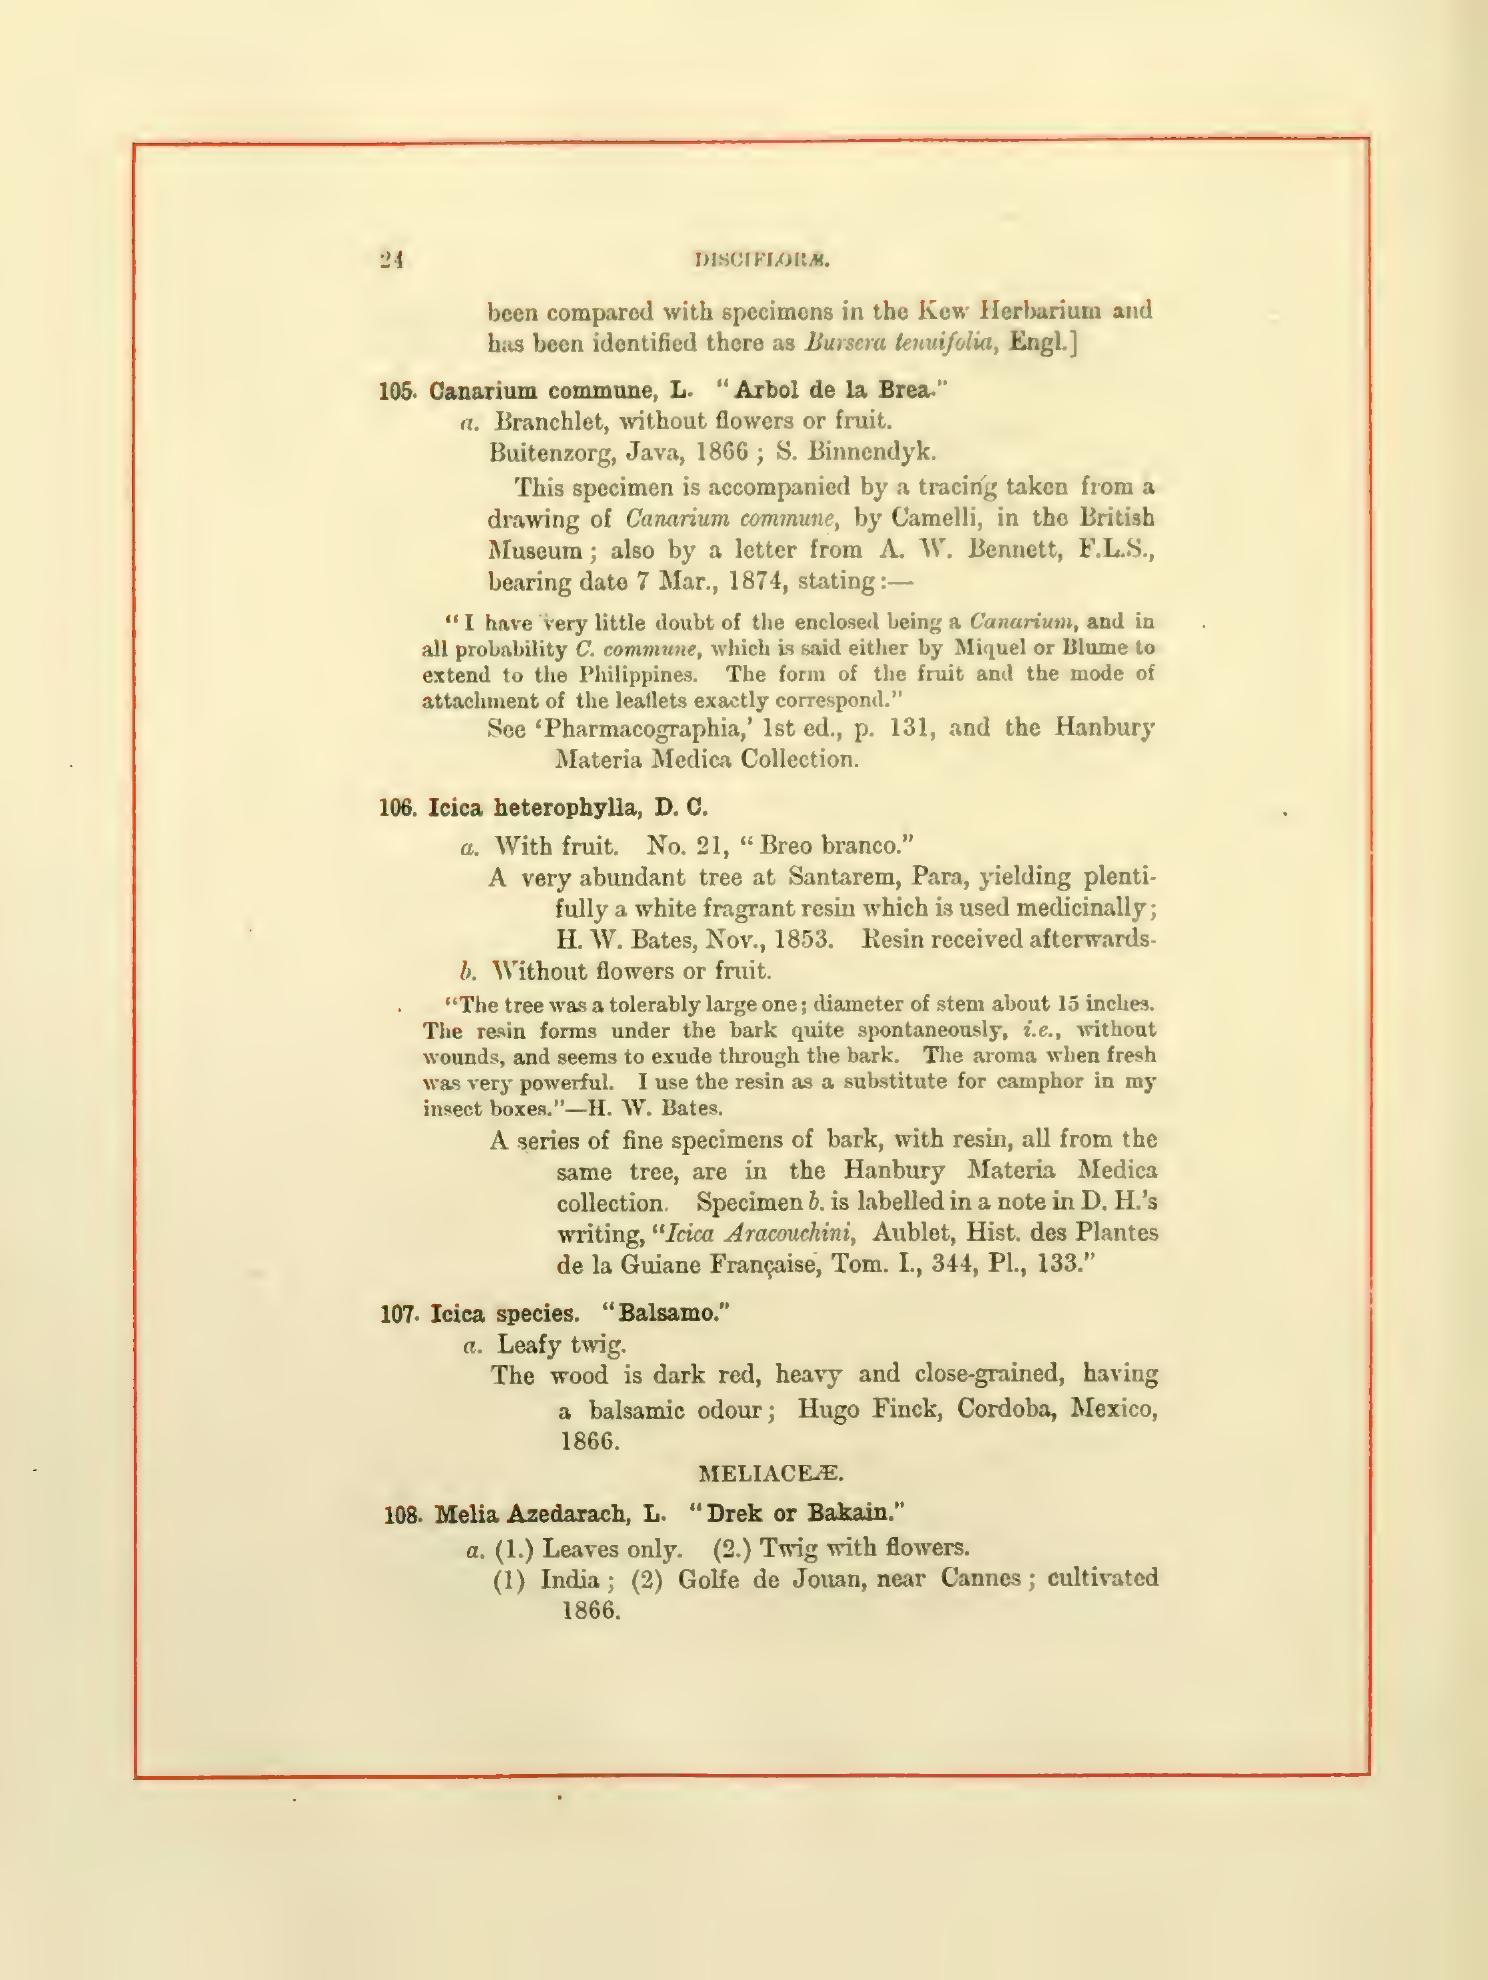 24
DISCIFLORÆ.
been compared with specimens in the Kew Herbarium and
has been identified there as Bursera tenuifolia, Engl.]
105. Canarium commune, L. "Arbol de la Brea."
a. Branchlet, without flowers or fruit.
Buitenzorg, Java, 1866 ; S. Binnendyk.
This specimen is accompanied by a tracing taken from a
drawing of Canarium commune, by Camelli, in the British
Museum ; also by a letter from A. W. Bennett, F.L.S.,
bearing date 7 Mar., 1874, stating :—
"I have very little doubt of the enclosed being a Canarium, and in
all probability C. commune, which is said either by Miquel or Blume to
extend to the Philippines. The form of the fruit and the mode of
attachment of the leaflets exactly correspond."
See 'Pharmacographia,' 1st ed., p. 131, and the Hanbury
Materia Medica Collection.
106. Icica heterophylla, D. C.
a. With fruit. No. 21, "Breo branco."
A very abundant tree at Santarem, Para, yielding plenti-
fully a white fragrant resin which is used medicinally;
H. W. Bates, Nov., 1853. Resin received afterwards-
b. Without flowers or fruit.
"The tree was a tolerably large one; diameter of stem about 15 inches.
The resin forms under the bark quite spontaneously, i.e., without
wounds, and seems to exude through the bark. The aroma when fresh
was very powerful. I use the resin as a substitute for camphor in my
insect boxes."—H. W. Bates.
A series of fine specimens of bark, with resin, all from the
same tree, are in the Hanbury Materia Medica
collection. Specimen b. is labelled in a note in D. H.'s
writing, "Icica Aracouchini, Aublet, Hist. des Plantes
de la Guiane Française, Tom. I., 344, Pl., 133."
107. Icica species. "Balsamo."
a. Leafy twig.
The wood is dark red, heavy and close-grained, having
a balsamic odour ; Hugo Finck, Cordoba, Mexico,
1866.
MELIACEÆ.
108. Melia Azedarach, L. "Drek or Bakain."
a. (1.) Leaves only. (2.) Twig with flowers.
(1) India ; (2) Golfe de Jouan, near Cannes ; cultivated
1866.